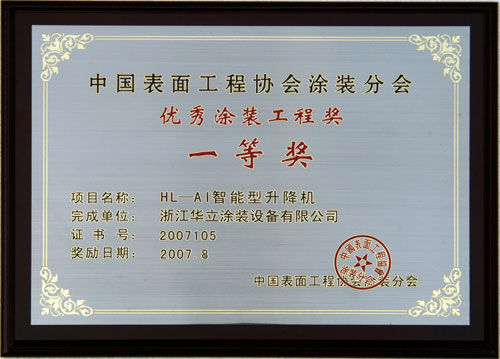 中国表面工程协会涂装分会
优秀涂装工程奖
一等奖
项目名称: HL—AI智能型升降机
完成单位: 浙江华立涂装设备有限公司
证书号: 2007105
奖励日期: 2007.8
中国表面工程协会涂装分会